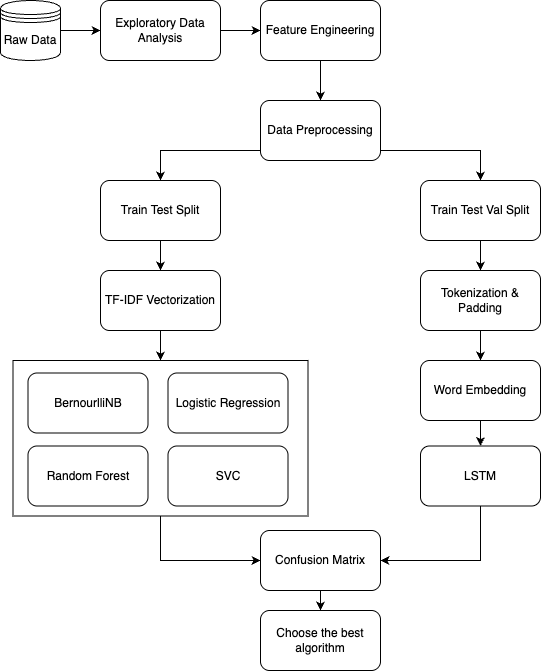 Raw Data
Exploratory Data
Analysis
Feature Engineering
Data Preprocessing
Train Test Split
Train Test Val Split
TF-IDF Vectorization
Tokenization &
Padding
BernourlliNB
Logistic Regression
Word Embedding
Random Forest
SVC
LSTM
Confusion Matrix
Choose the best
algorithm